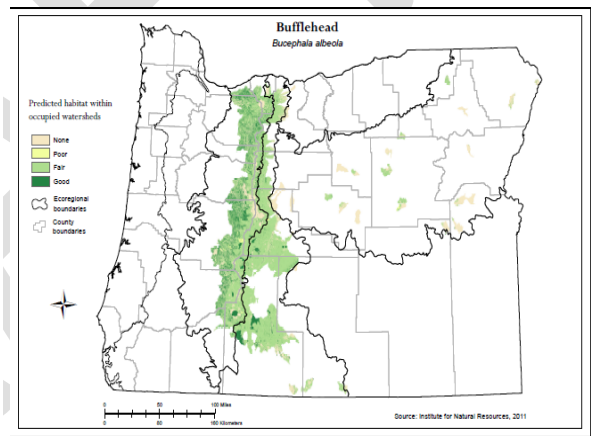 Bufflehead
Bucephala albeola
Predicted habitat within
occupied watersheds
None
Poor
Fair
Good
Ecoregional
boundaries
County
boundaries
0 50 100 Miles
0 80 160 Kilometers
Source: Institute for Natural Resources, 2011